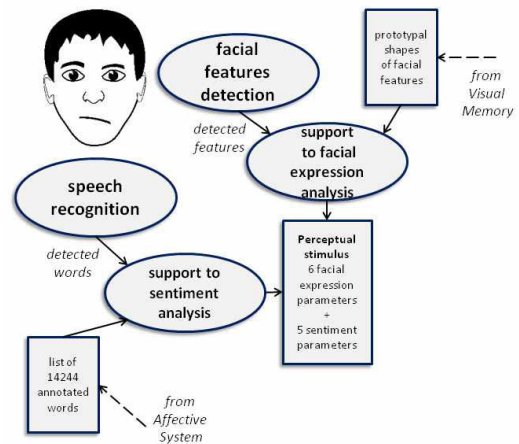 facial
features
detection
prototypal
shapes
of facial
features
from
Visual
Memory
detected
features
support
to facial
expression
analysis
speech
recognition
detected
words
support to
sentiment
analysis
Perceptual
stimulus
6 facial
expression
parameters
+
5 sentiment
parameters
list of
14244
annotated
words
from
Affective
System